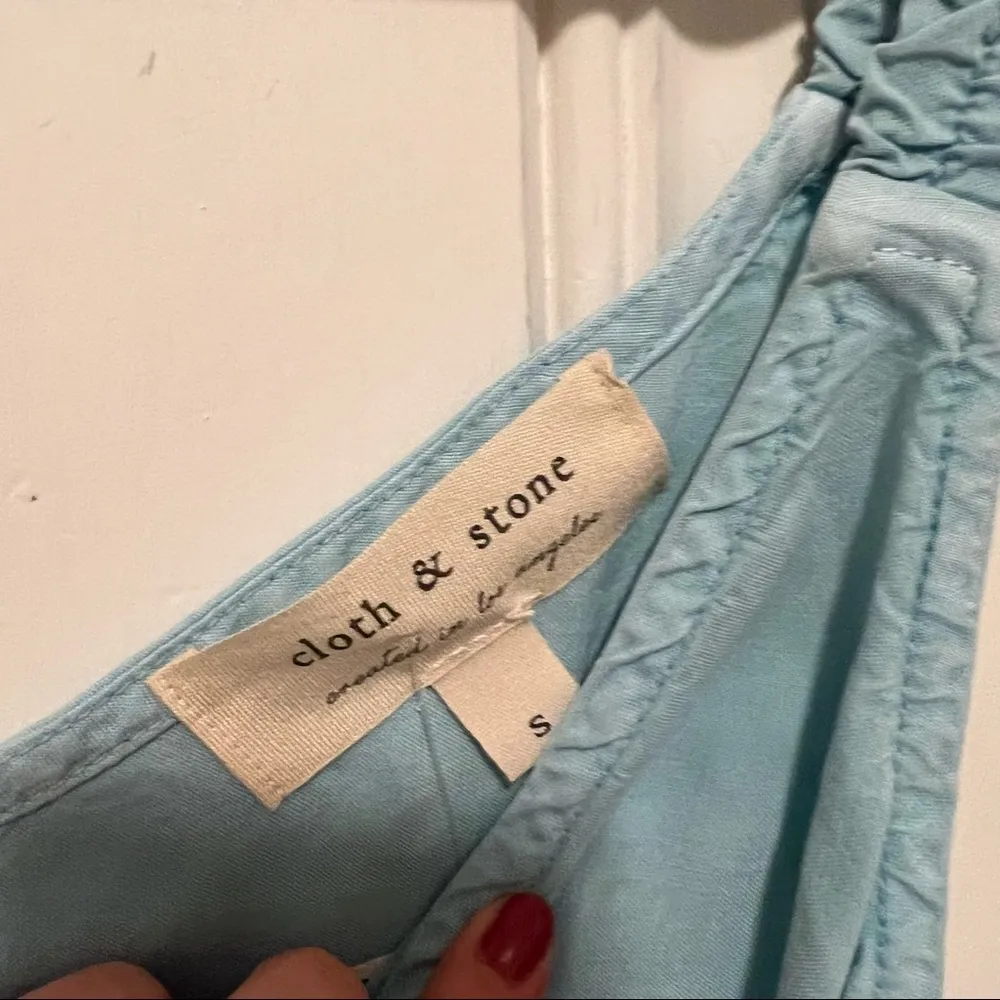 cloth & stone
created in los angeles
S